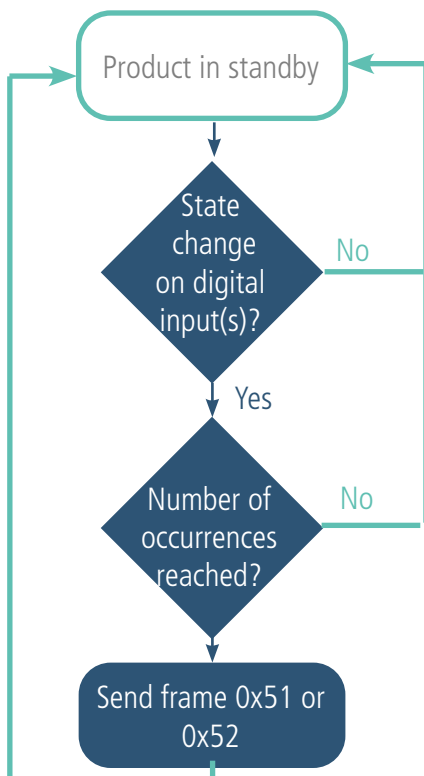 Product in standby
State
change
on digital
input(s)?
No
Yes
Number of
occurrences
reached?
No
Send frame 0x51 or
0x52